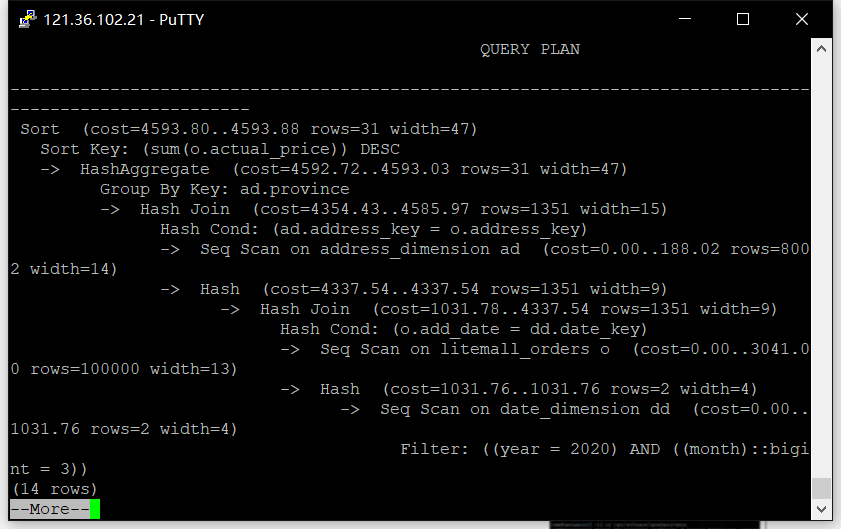 121.36.102.21 - PuTTY
QUERY PLAN
--------------------------------------------------------------------------------
------------------------
Sort  (cost=4593.80..4593.88 rows=31 width=47)
Sort Key: (sum(o.actual_price)) DESC
->  HashAggregate  (cost=4592.72..4593.03 rows=31 width=47)
Group By Key: ad.province
->  Hash Join  (cost=4354.43..4585.97 rows=1351 width=15)
Hash Cond: (ad.address_key = o.address_key)
->  Seq Scan on address_dimension ad  (cost=0.00..188.02 rows=800
2 width=14)
->  Hash  (cost=4337.54..4337.54 rows=1351 width=9)
->  Hash Join  (cost=1031.78..4337.54 rows=1351 width=9)
Hash Cond: (o.add_date = dd.date_key)
->  Seq Scan on litemall_orders o  (cost=0.00..3041.0
0 rows=100000 width=13)
->  Hash  (cost=1031.76..1031.76 rows=2 width=4)
->  Seq Scan on date_dimension dd  (cost=0.00..
1031.76 rows=2 width=4)
Filter: ((year = 2020) AND ((month)::bigi
nt = 3))
(14 rows)
--More--